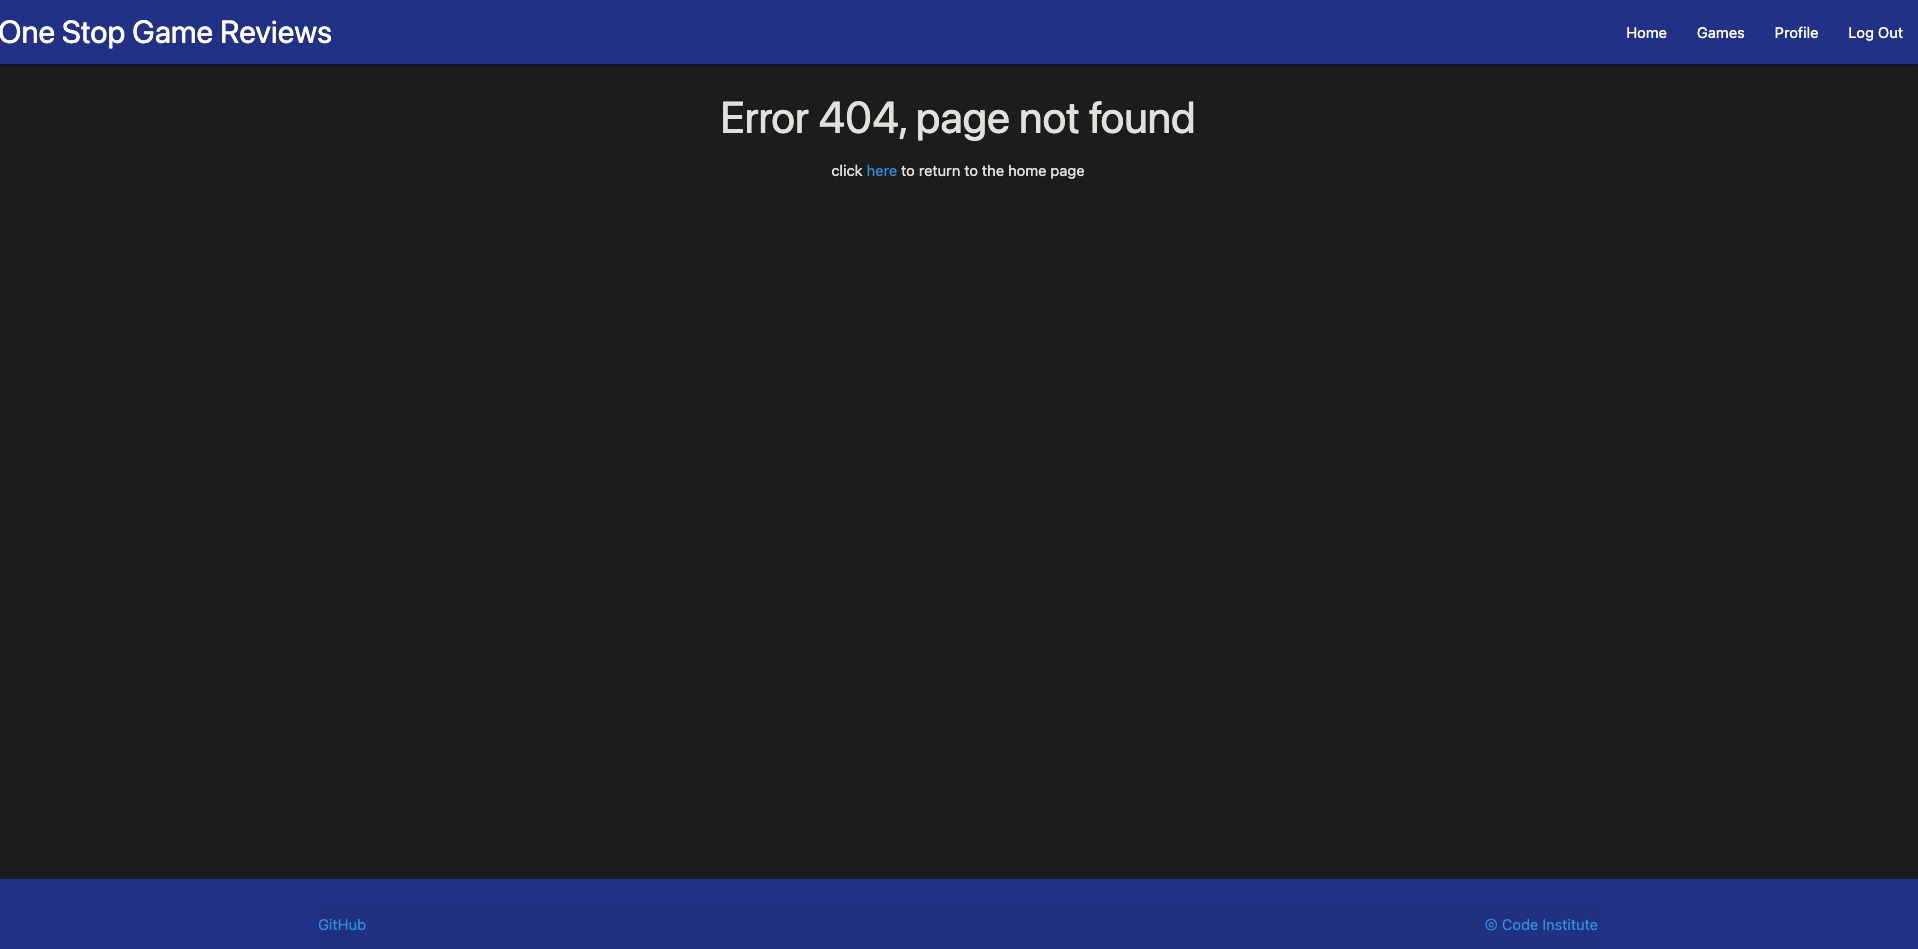 One Stop Game Reviews
Home Games Profile Log Out
Error 404, page not found
click here to return to the home page
GitHub
© Code Institute